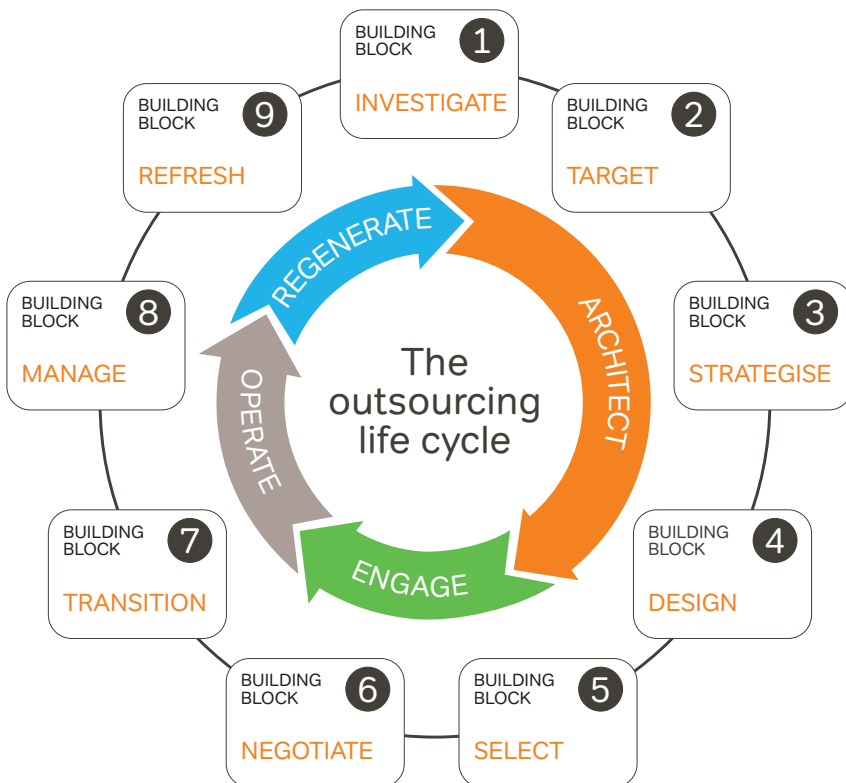 BUILDING
BLOCK
1
INVESTIGATE
BUILDING
BLOCK
2
TARGET
BUILDING
BLOCK
3
STRATEGISE
BUILDING
BLOCK
4
DESIGN
BUILDING
BLOCK
5
SELECT
BUILDING
BLOCK
6
NEGOTIATE
BUILDING
BLOCK
7
TRANSITION
BUILDING
BLOCK
8
MANAGE
BUILDING
BLOCK
9
REFRESH
ARCHITECT
ENGAGE
OPERATE
REGENERATE
The
outsourcing
life cycle